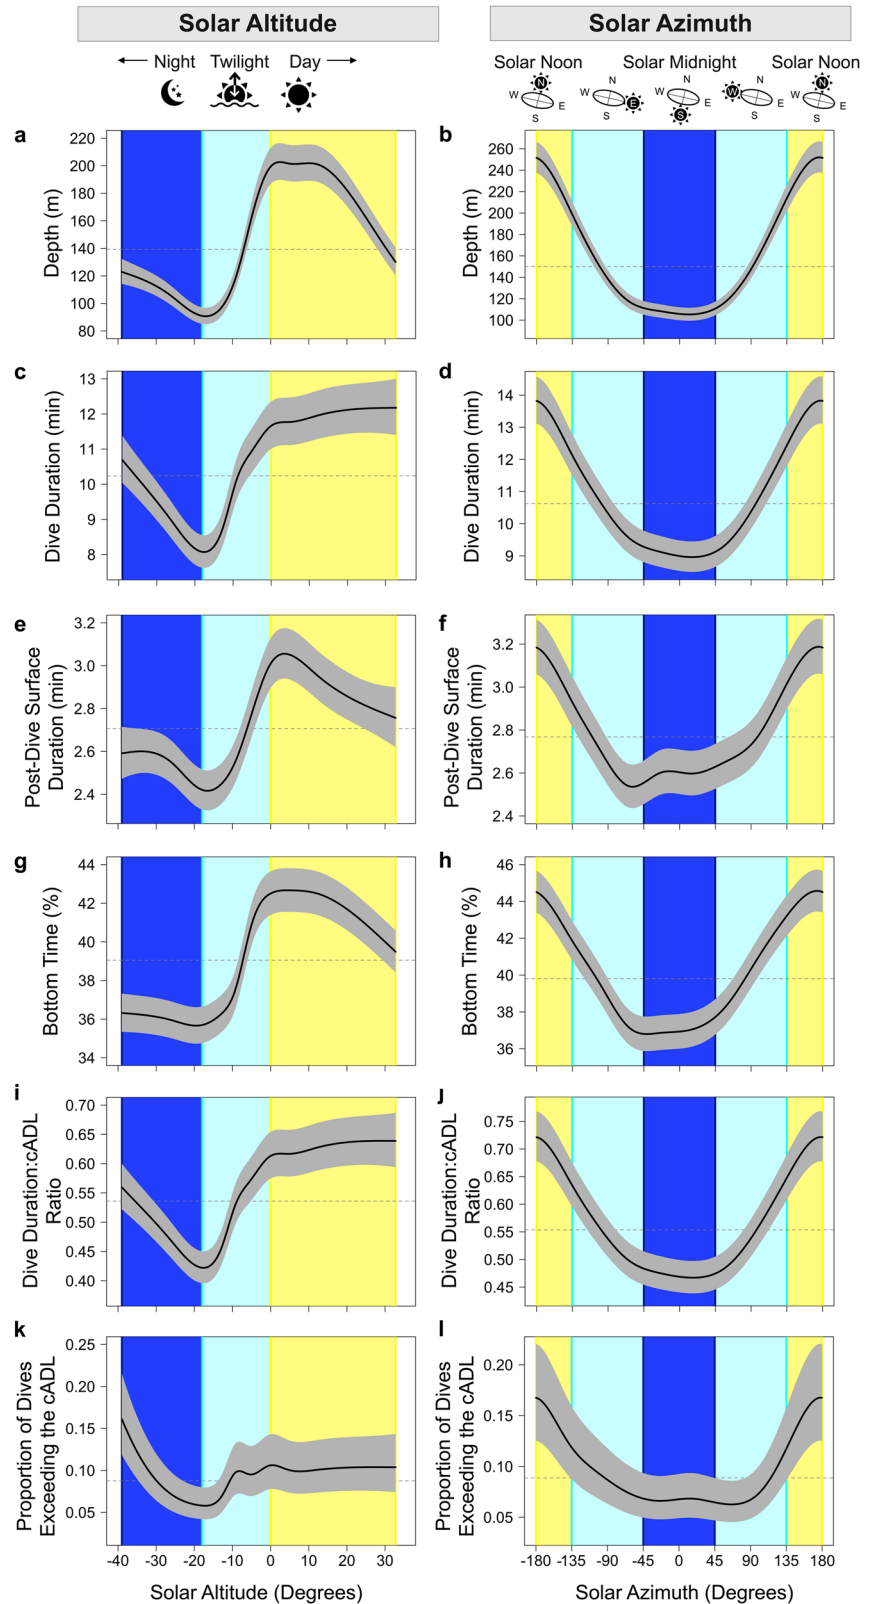 Solar Altitude
Solar Azimuth
Night Twilight Day
Solar Noon Solar Midnight Solar Noon
N W E S
N W E S
N S E
N W E S
N W E S
a
Depth (m)
220
200
180
160
140
120
100
80
b
Depth (m)
260
240
220
200
180
160
140
120
100
c
Dive Duration (min)
13
12
11
10
9
8
d
Dive Duration (min)
14
13
12
11
10
9
e
Post-Dive Surface
Duration (min)
3.2
3.0
2.8
2.6
2.4
f
Post-Dive Surface
Duration (min)
3.2
3.0
2.8
2.6
2.4
g
Bottom Time (%)
44
42
40
38
36
34
h
Bottom Time (%)
46
44
42
40
38
36
i
Dive Duration:cADL
Ratio
0.70
0.65
0.60
0.55
0.50
0.45
0.40
j
Dive Duration:cADL
Ratio
0.75
0.70
0.65
0.60
0.55
0.50
0.45
k
Proportion of Dives
Exceeding the cADL
0.25
0.20
0.15
0.10
0.05
l
Proportion of Dives
Exceeding the cADL
0.20
0.15
0.10
0.05
-40 -30 -20 -10 0 10 20 30
-180 -135 -90 -45 0 45 90 135 180
Solar Altitude (Degrees)
Solar Azimuth (Degrees)